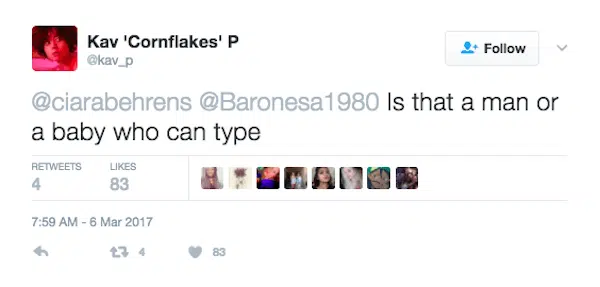 Kav 'Cornflakes' P
@kav_p
Follow
@ciarabehrens @Baronesa1980 Is that a man or
a baby who can type
RETWEETS LIKES
4 83
7:59 AM - 6 Mar 2017
4 83